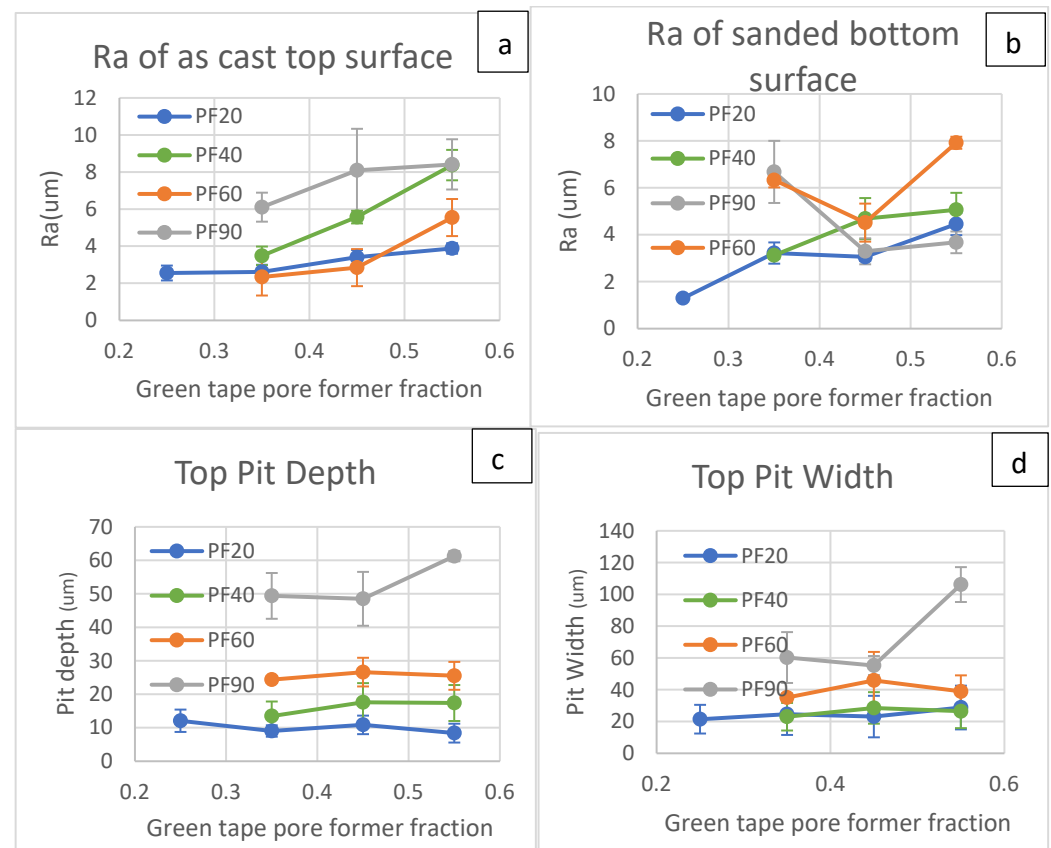 Ra of as cast top surface
a
12
10
8
6
4
2
0
Ra(um)
PF20
PF40
PF60
PF90
0.2 0.3 0.4 0.5 0.6
Green tape pore former fraction
Ra of sanded bottom
surface
b
10
8
6
4
2
0
Ra (um)
PF20
PF40
PF90
PF60
0.2 0.3 0.4 0.5 0.6
Green tape pore former fraction
Top Pit Depth
c
70
60
50
40
30
20
10
0
Pit depth (um)
PF20
PF40
PF60
PF90
0.2 0.3 0.4 0.5 0.6
Green tape pore former fraction
Top Pit Width
d
140
120
100
80
60
40
20
0
Pit Width (um)
PF20
PF40
PF60
PF90
0.2 0.4 0.6
Green tape pore former fraction